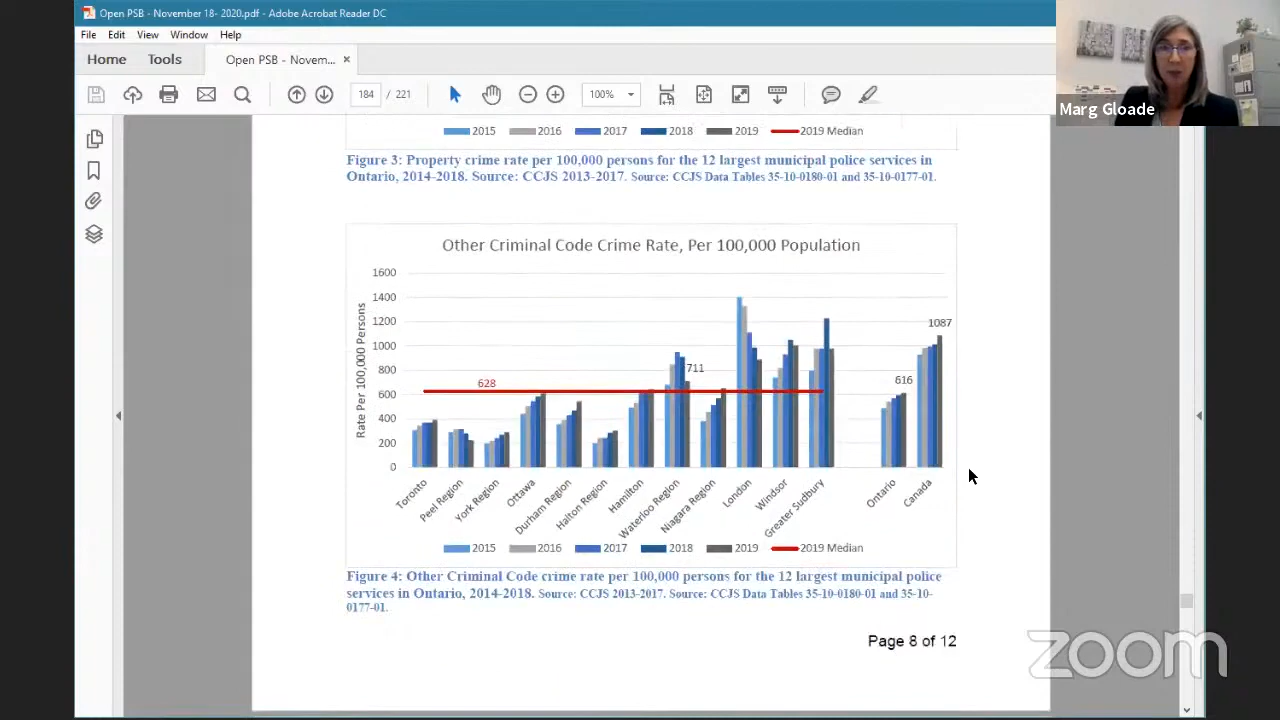 Open PSB - November 18- 2020.pdf - Adobe Acrobat Reader DC
File Edit View Window Help
Home Tools Open PSB - Novem... ×
184 / 221 100%
Marg Gloade
2015 2016 2017 2018 2019 2019 Median
Figure 3: Property crime rate per 100,000 persons for the 12 largest municipal police services in
Ontario, 2014-2018. Source: CCJS 2013-2017. Source: CCJS Data Tables 35-10-0180-01 and 35-10-0177-01.
Other Criminal Code Crime Rate, Per 100,000 Population
Rate Per 100,000 Persons
1600
1400
1200
1000
800
600
400
200
0
628
711
616
1087
Toronto
Peel Region
York Region
Ottawa
Durham Region
Halton Region
Hamilton
Waterloo Region
Niagara Region
London
Windsor
Greater Sudbury
Ontario
Canada
2015 2016 2017 2018 2019 2019 Median
Figure 4: Other Criminal Code crime rate per 100,000 persons for the 12 largest municipal police
services in Ontario, 2014-2018. Source: CCJS 2013-2017. Source: CCJS Data Tables 35-10-0180-01 and 35-10-
0177-01.
Page 8 of 12
zoom